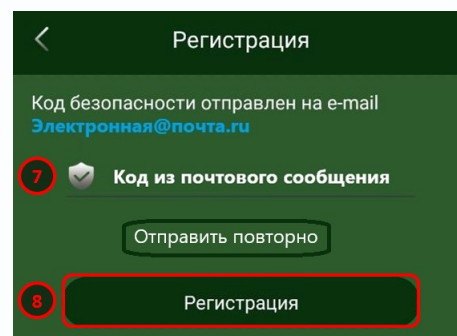 Регистрация
Код безопасности отправлен на e-mail
Электронная@почта.ru
7 Код из почтового сообщения
Отправить повторно
8 Регистрация